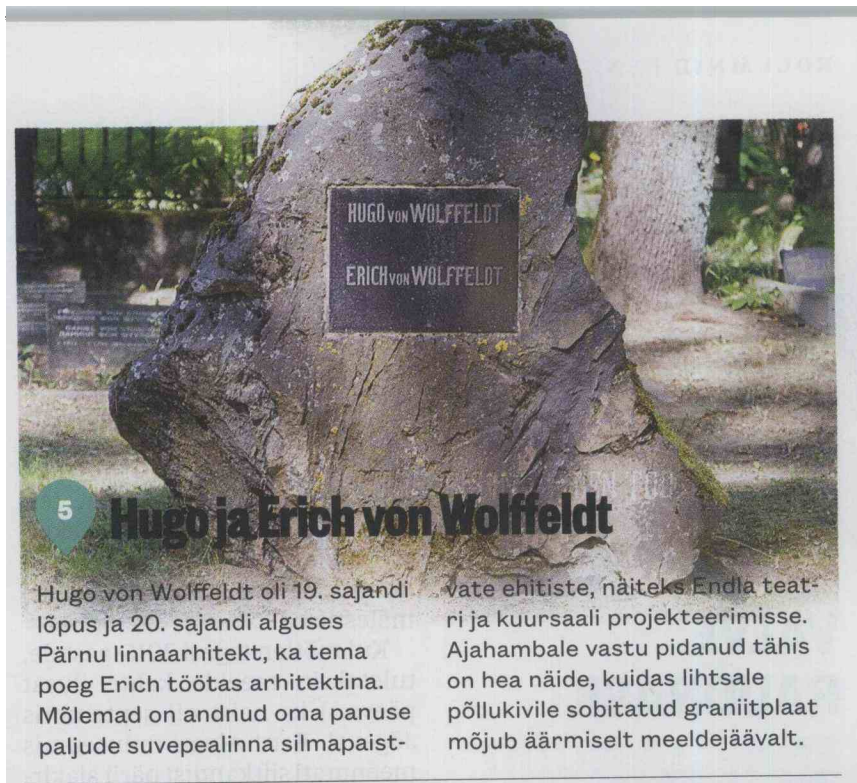 HUGO VON WOLFFELDT
ERICH VON WOLFFELDT
5
Hugo ja Erich von Wolffeldt
Hugo von Wolffeldt oli 19. sajandi
lõpus ja 20. sajandi alguses
Pärnu linnaarhitekt, ka tema
poeg Erich töötas arhitektina.
Mõlemad on andnud oma panuse
paljude suvepealinna silmapaist-
vate ehitiste, näiteks Endla teat-
ri ja kuursaali projekteerimisse.
Ajahambale vastu pidanud tähis
on hea näide, kuidas lihtsale
põllukivile sobitatud graniitplaat
mõjub äärmiselt meeldejäävalt.